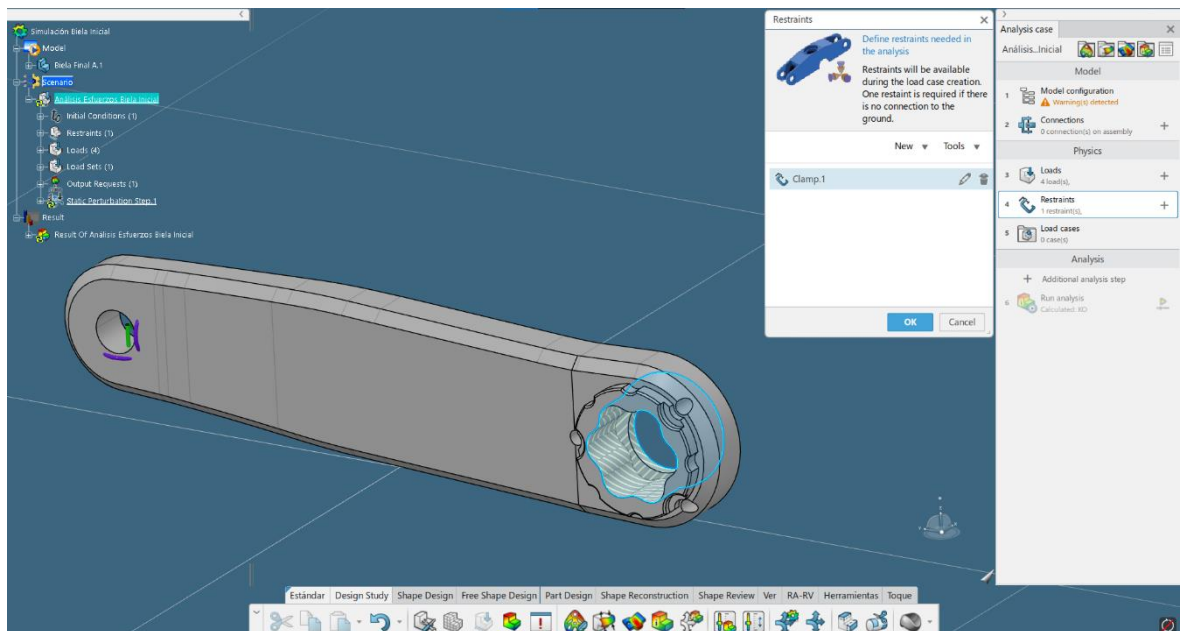 Simulación Biela Inicial
Model
Biela Final A.1
Scenario
Análisis Esfuerzos Biela Inicial
Initial Conditions (1)
Restraints (1)
Loads (4)
Load Sets (1)
Output Requests (1)
Static Perturbation Step.1
Result
Result Of Análisis Esfuerzos Biela Inicial
Restraints
Define restraints needed in
the analysis
Restraints will be available
during the load case creation.
One restaint is required if there
is no connection to the
ground.
New
Tools
Clamp.1
OK
Cancel
Analysis case
Análisis..Inicial
Model
1 Model configuration
Warning(s) detected
2 Connections
0 connection(s) on assembly
Physics
3 Loads
4 load(s),
4 Restraints
1 restraint(s),
5 Load cases
0 case(s)
Analysis
Additional analysis step
6 Run analysis
Calculated: KO
Estándar Design Study Shape Design Free Shape Design Part Design Shape Reconstruction Shape Review Ver RA-RV Herramientas Toque